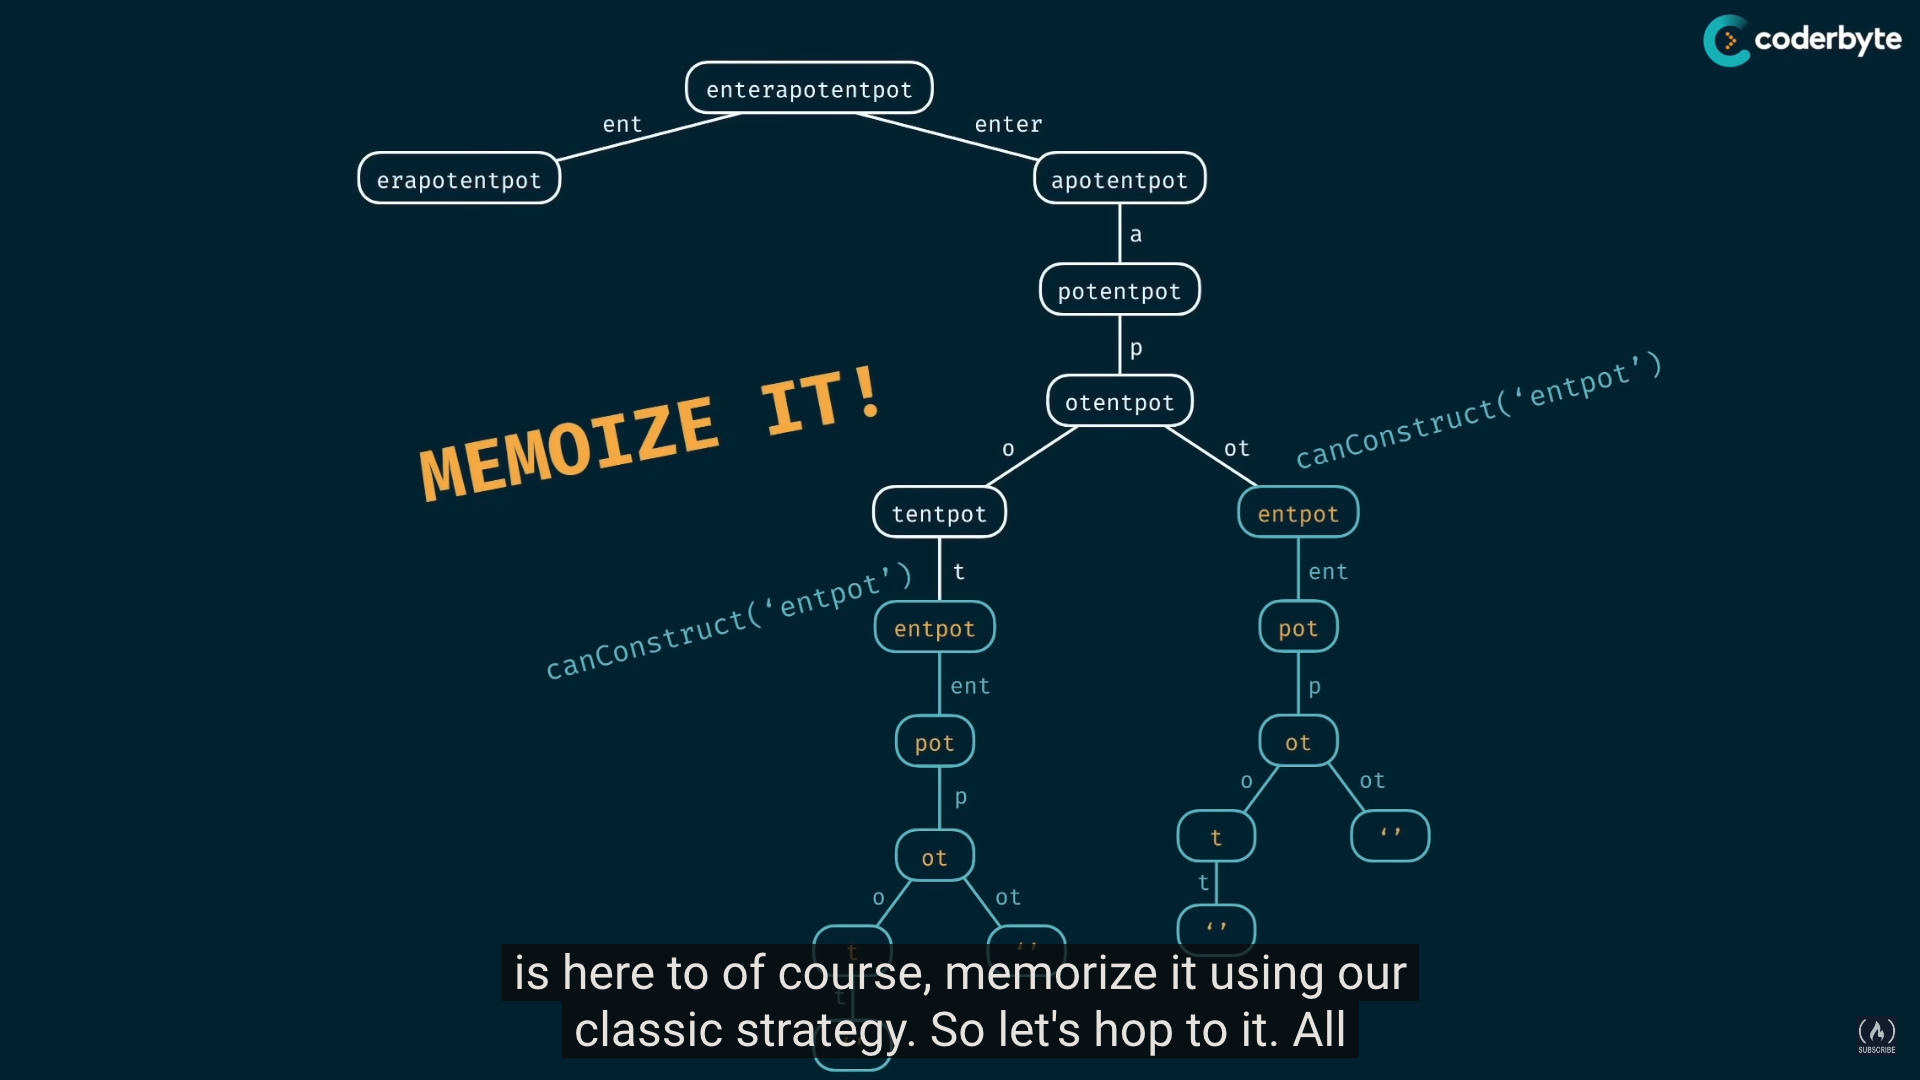 coderbyte
enterapotentpot
ent
enter
erapotentpot
apotentpot
a
potentpot
p
otentpot
MEMOIZE IT!
canConstruct(‘entpot’)
o
ot
tentpot
entpot
t
ent
canConstruct(‘entpot’)
entpot
pot
ent
p
pot
ot
p
o
ot
ot
t
‘’
o
ot
t
t
‘’
‘’
t
is here to of course, memorize it using our
classic strategy. So let's hop to it. All
SUBSCRIBE